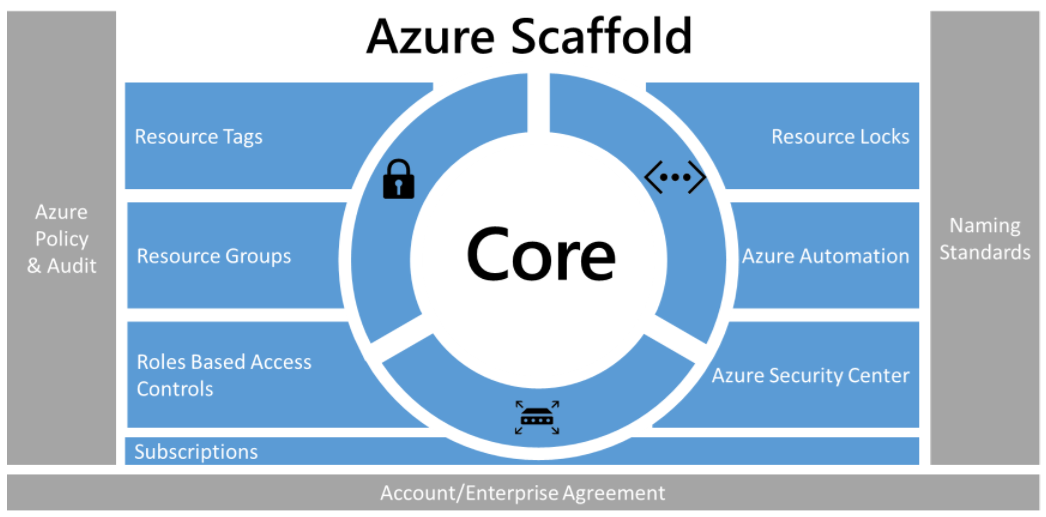 Azure Scaffold
Azure
Policy
& Audit
Resource Tags
Resource Groups
Roles Based Access
Controls
Subscriptions
Core
Resource Locks
Azure Automation
Azure Security Center
Naming
Standards
Account/Enterprise Agreement